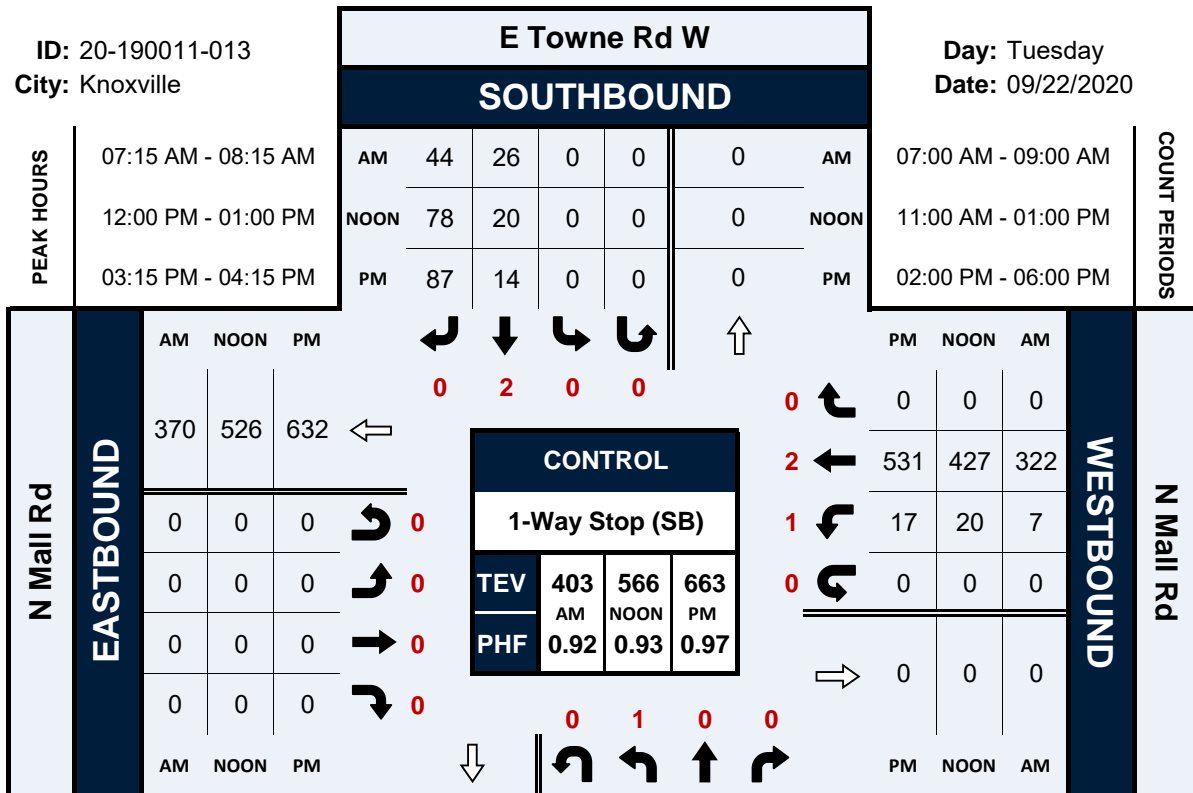 E Towne Rd W
ID: 20-190011-013
City: Knoxville
Day: Tuesday
Date: 09/22/2020
SOUTHBOUND
PEAK HOURS
07:15 AM - 08:15 AM
12:00 PM - 01:00 PM
03:15 PM - 04:15 PM
AM 44 26 0 0 0 AM
NOON 78 20 0 0 0 NOON
PM 87 14 0 0 0 PM
07:00 AM - 09:00 AM
11:00 AM - 01:00 PM
02:00 PM - 06:00 PM
COUNT PERIODS
0 2 0 0
N Mall Rd
EASTBOUND
AM NOON PM
370 526 632
0 0 0 0
0 0 0 0
0 0 0 0
0 0 0 0
AM NOON PM
CONTROL
1-Way Stop (SB)
TEV 403 566 663
AM NOON PM
PHF 0.92 0.93 0.97
PM NOON AM
0 0 0 0
2 531 427 322
1 17 20 7
0 0 0 0
0 0 0
PM NOON AM
WESTBOUND
N Mall Rd
0 1 0 0